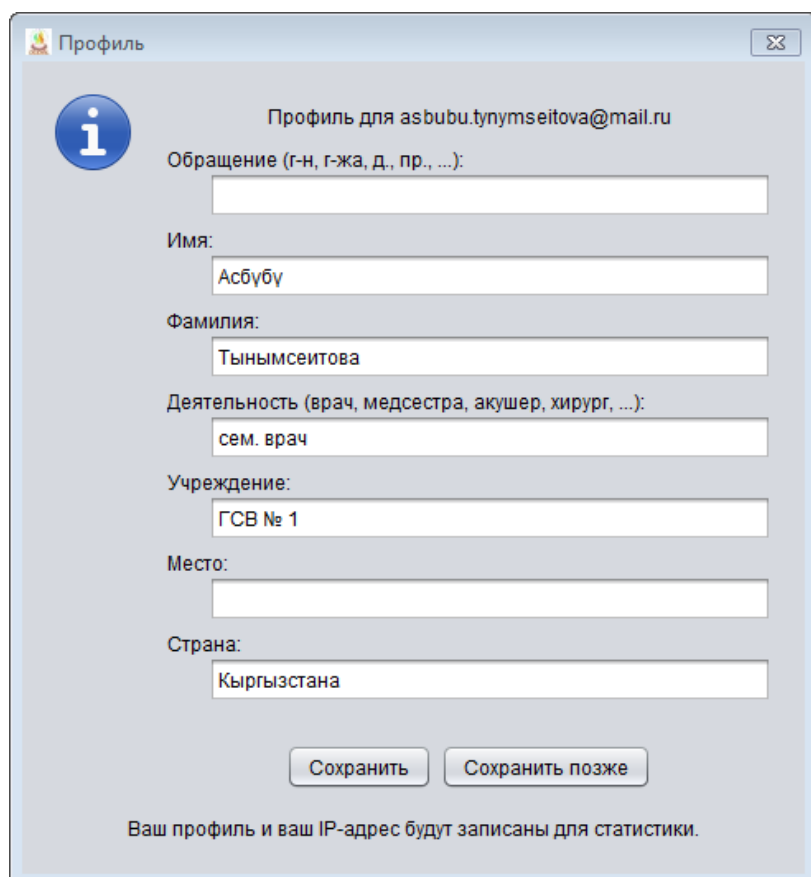 Профиль
Профиль для asbubu.tynymseitova@mail.ru
Обращение (г-н, г-жа, д., пр., ...):
Имя:
Асбүбү
Фамилия:
Тынымсеитова
Деятельность (врач, медсестра, акушер, хирург, ...):
сем. врач
Учреждение:
ГСВ № 1
Место:
Страна:
Кыргызстана
Сохранить Сохранить позже
Ваш профиль и ваш IP-адрес будут записаны для статистики.